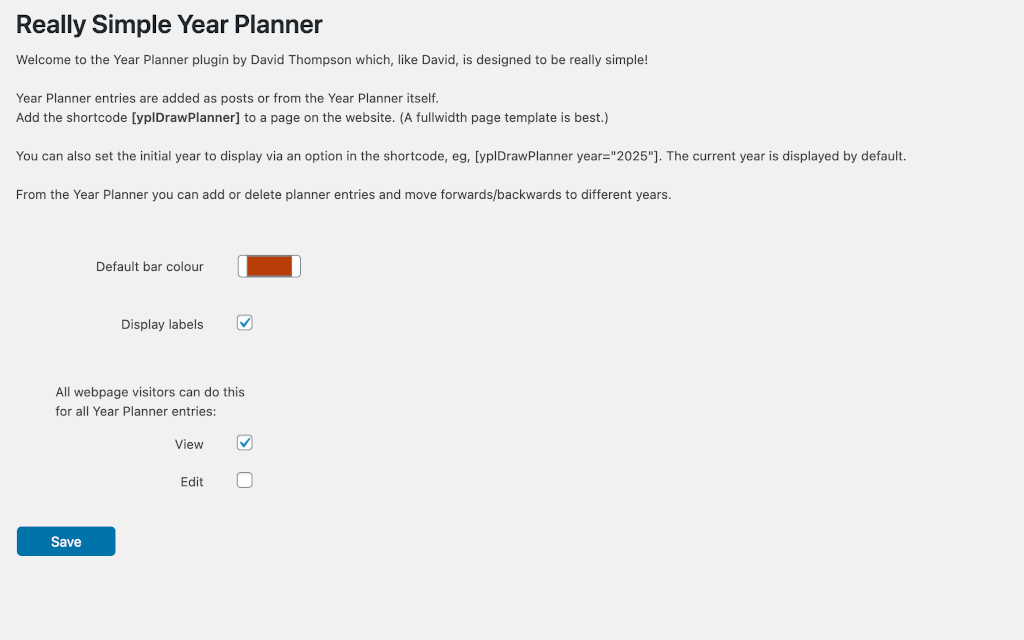 Really Simple Year Planner
Welcome to the Year Planner plugin by David Thompson which, like David, is designed to be really simple!
Year Planner entries are added as posts or from the Year Planner itself.
Add the shortcode [yplDrawPlanner] to a page on the website. (A fullwidth page template is best.)
You can also set the initial year to display via an option in the shortcode, eg, [yplDrawPlanner year="2025"]. The current year is displayed by default.
From the Year Planner you can add or delete planner entries and move forwards/backwards to different years.
Default bar colour
Display labels
All webpage visitors can do this
for all Year Planner entries:
View
Edit
Save